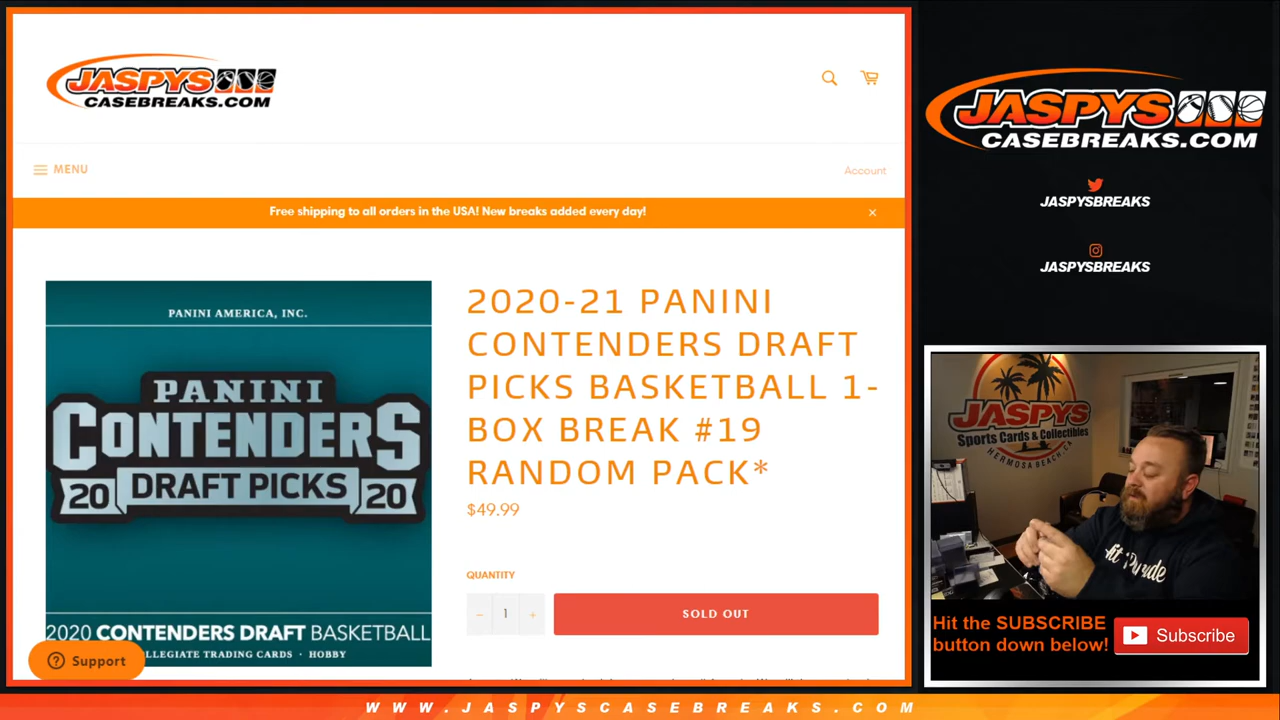 JASPYS
CASEBREAKS.COM
MENU
Account
Free shipping to all orders in the USA! New breaks added every day!
×
PANINI AMERICA, INC.
PANINI
CONTENDERS
20 DRAFT PICKS 20
2020 CONTENDERS DRAFT BASKETBALL
COLLEGIATE TRADING CARDS · HOBBY
Support
2020-21 PANINI
CONTENDERS DRAFT
PICKS BASKETBALL 1-
BOX BREAK #19
RANDOM PACK*
$49.99
QUANTITY
− 1 +
SOLD OUT
JASPYS
CASEBREAKS.COM
JASPYSBREAKS
JASPYSBREAKS
JASPYS
Sports Cards & Collectibles
HERMOSA BEACH, CA
Hit the SUBSCRIBE
button down below!
Subscribe
WWW.JASPYSCASEBREAKS.COM